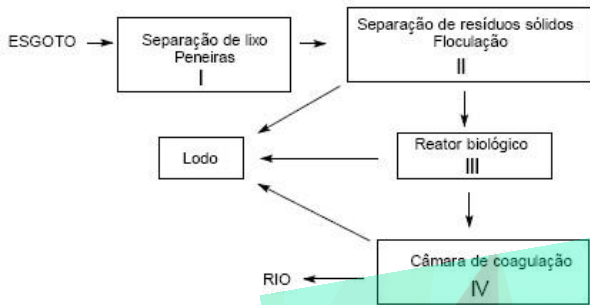 ESGOTO
Separação de lixo
Peneiras
I
Separação de resíduos sólidos
Floculação
II
Lodo
Reator biológico
III
Câmara de coagulação
IV
RIO